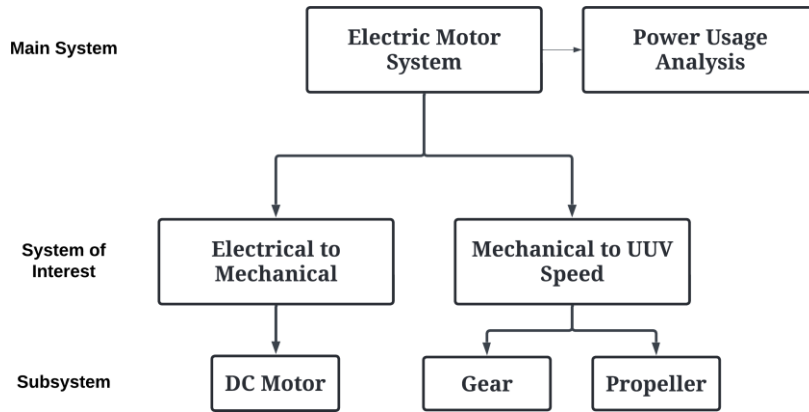 Main System
Electric Motor
System
Power Usage
Analysis
System of
Interest
Electrical to
Mechanical
Mechanical to UUV
Speed
Subsystem
DC Motor
Gear
Propeller